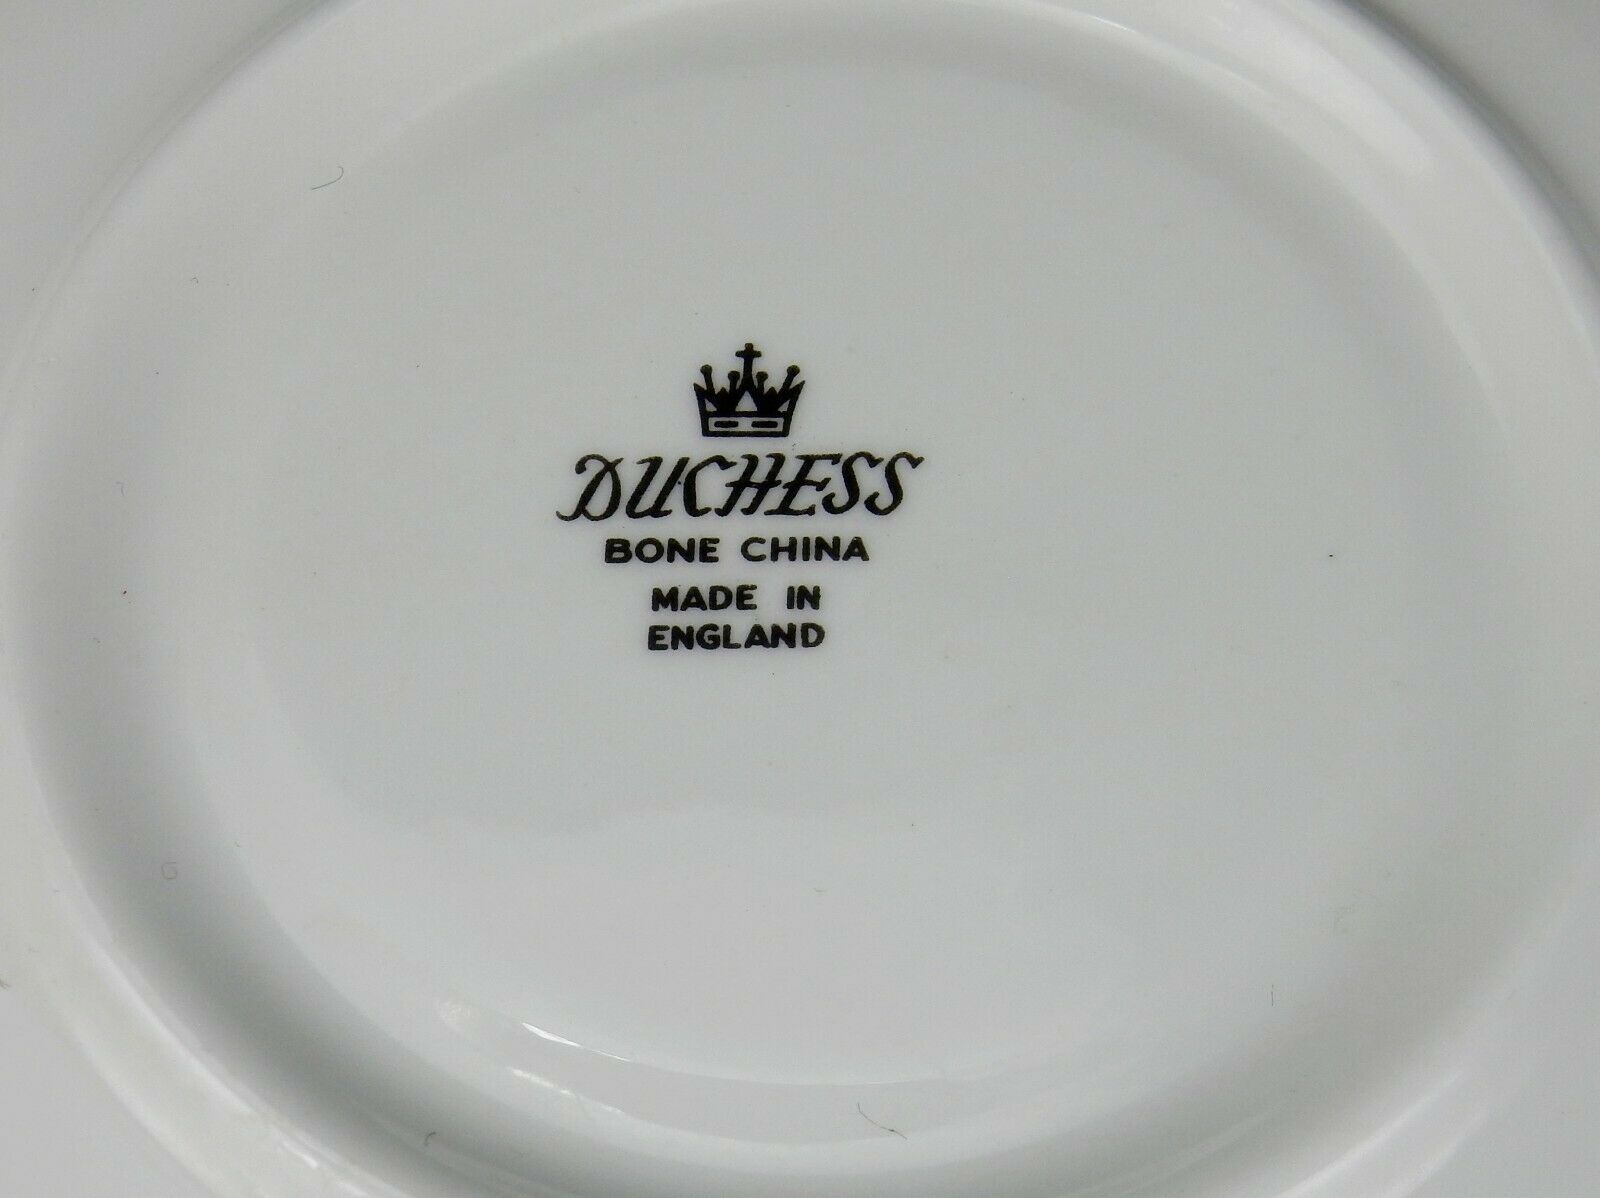 DUCHESS
BONE CHINA
MADE IN
ENGLAND